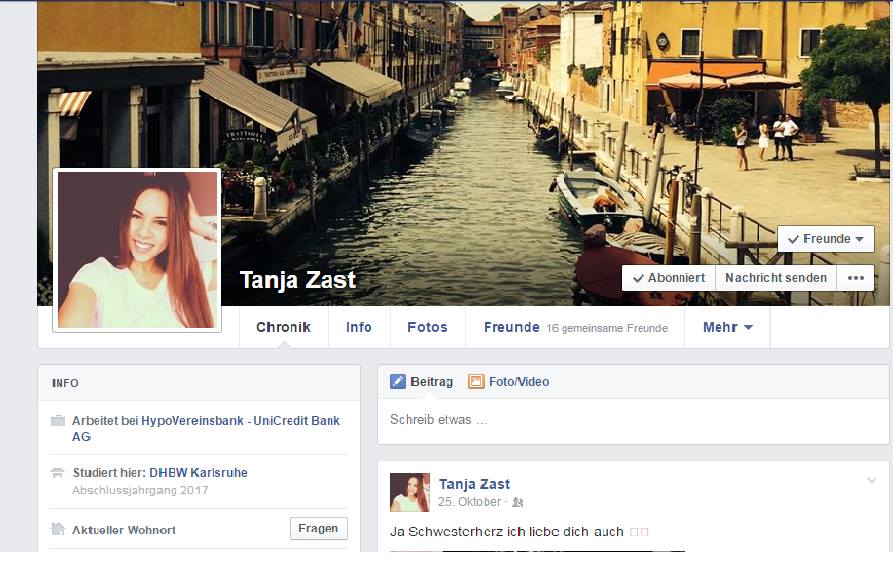 TRATTORIA
Freunde
Tanja Zast
Abonniert Nachricht senden
Chronik Info Fotos Freunde 16 gemeinsame Freunde Mehr
INFO
Beitrag Foto/Video
Schreib etwas ...
Arbeitet bei HypoVereinsbank - UniCredit Bank
AG
Studiert hier: DHBW Karlsruhe
Abschlussjahrgang 2017
Aktueller Wohnort Fragen
Tanja Zast
25. Oktober ·
Ja Schwesterherz ich liebe dich auch